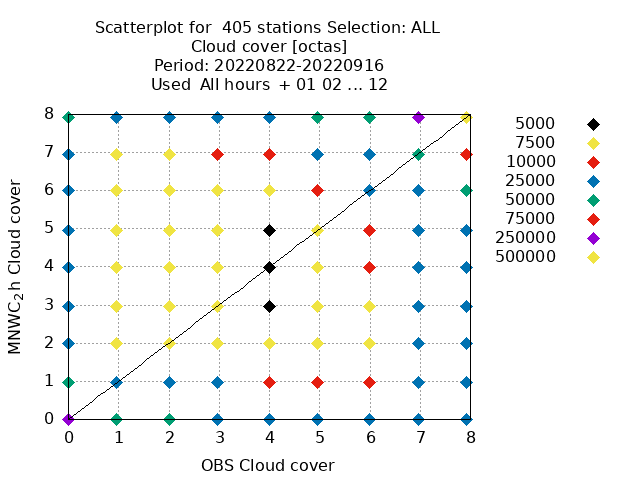 Scatterplot for  405 stations Selection: ALL
Cloud cover [octas]
Period: 20220822-20220916
Used  All hours  + 01 02 ... 12
8
7
6
5
4
3
2
1
0
0 1 2 3 4 5 6 7 8
MNWC_2h Cloud cover
OBS Cloud cover
5000
7500
10000
25000
50000
75000
250000
500000